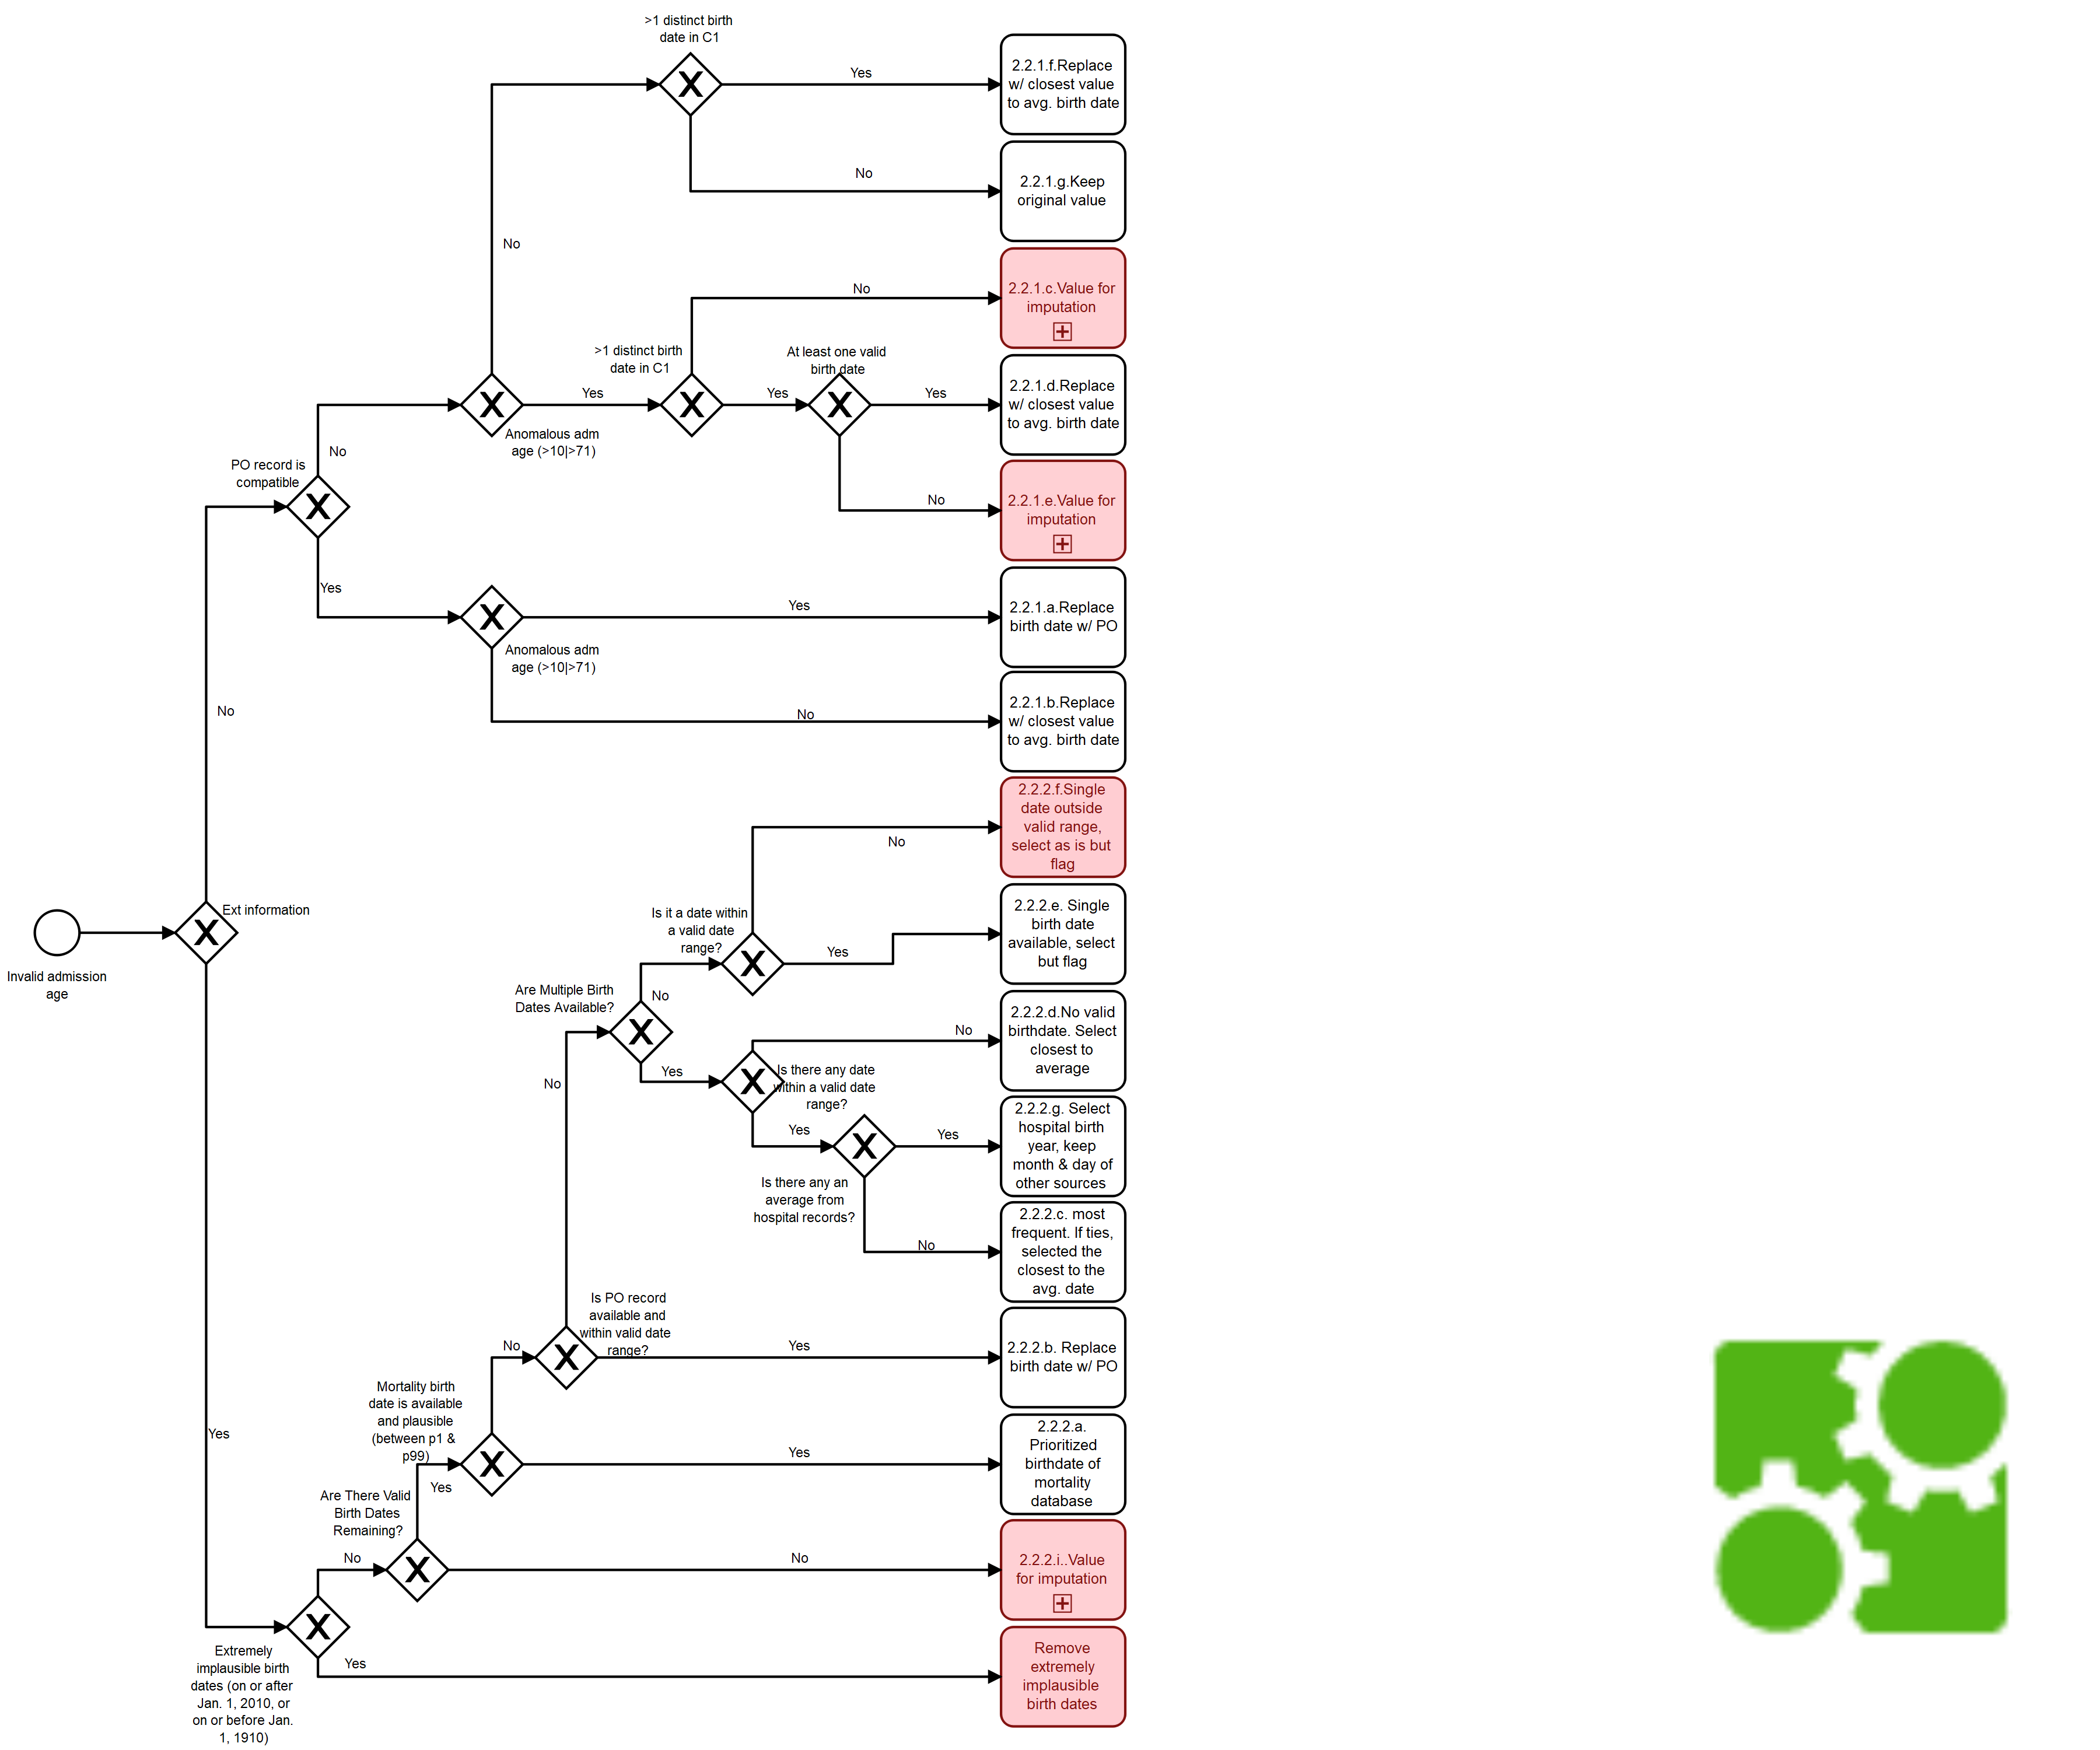 >1 distinct birth
date in C1
Yes
2.2.1.f.Replace
w/ closest value
to avg. birth date
No
2.2.1.g.Keep
original value
No
No
2.2.1.c.Value for
imputation
>1 distinct birth
date in C1
At least one valid
birth date
Yes
Yes
Yes
2.2.1.d.Replace
w/ closest value
to avg. birth date
Anomalous adm
age (>10|>71)
No
PO record is
compatible
No
2.2.1.e.Value for
imputation
Yes
Yes
2.2.1.a.Replace
birth date w/ PO
Anomalous adm
age (>10|>71)
No
No
2.2.1.b.Replace
w/ closest value
to avg. birth date
2.2.2.f.Single
date outside
valid range,
select as is but
flag
No
Ext information
Invalid admission
age
Is it a date within
a valid date
range?
Yes
2.2.2.e. Single
birth date
available, select
but flag
Are Multiple Birth
Dates Available?
No
No
2.2.2.d.No valid
birthdate. Select
closest to
average
Yes
No
Is there any date
within a valid date
range?
Yes
Yes
2.2.2.g. Select
hospital birth
year, keep
month & day of
other sources
Is there any an
average from
hospital records?
No
2.2.2.c. most
frequent. If ties,
selected the
closest to the
avg. date
Is PO record
available and
within valid date
range?
No
Yes
2.2.2.b. Replace
birth date w/ PO
Mortality birth
date is available
and plausible
(between p1 &
p99)
Yes
Yes
Yes
2.2.2.a.
Prioritized
birthdate of
mortality
database
Are There Valid
Birth Dates
Remaining?
No
No
2.2.2.i..Value
for imputation
Extremely
implausible birth
dates (on or after
Jan. 1, 2010, or
on or before Jan.
1, 1910)
Yes
Remove
extremely
implausible
birth dates